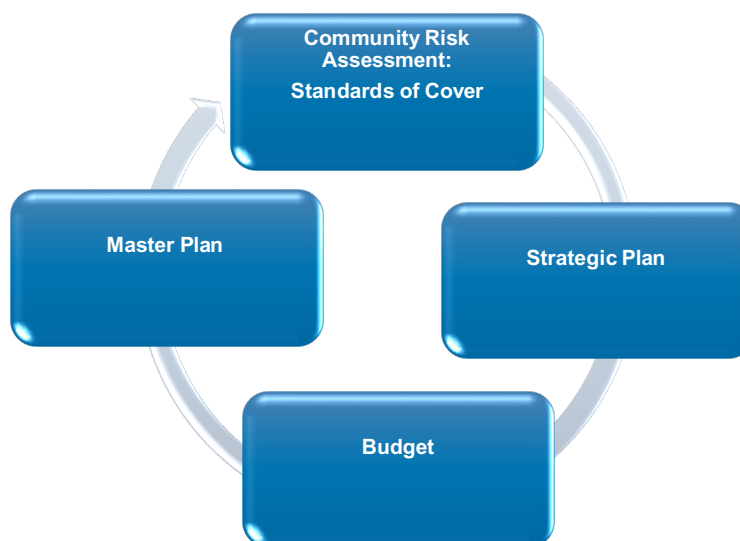 Community Risk
Assessment:
Standards of Cover
Master Plan
Strategic Plan
Budget